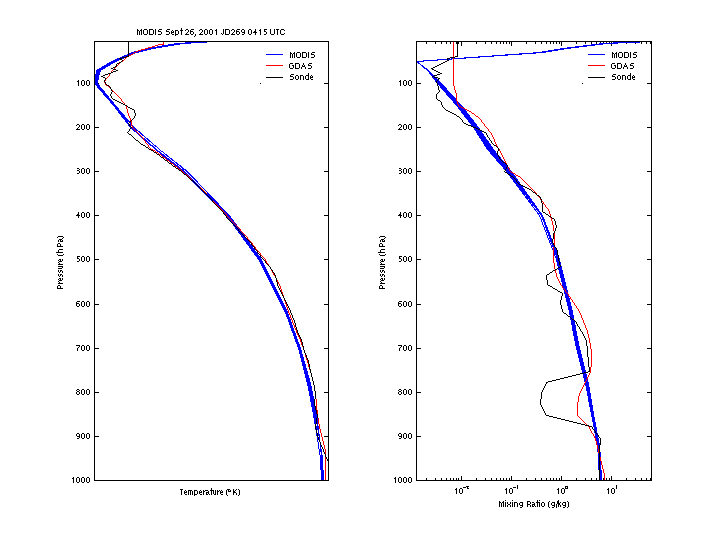 MODIS Sept 26, 2001 JD269 0415 UTC
MODIS
GDAS
Sonde
100
200
300
400
500
600
700
800
900
1000
Pressure (hPa)
Temperature (° K)
MODIS
GDAS
Sonde
100
200
300
400
500
600
700
800
900
1000
Pressure (hPa)
10⁻² 10⁻¹ 10⁰ 10¹
Mixing Ratio (g/kg)